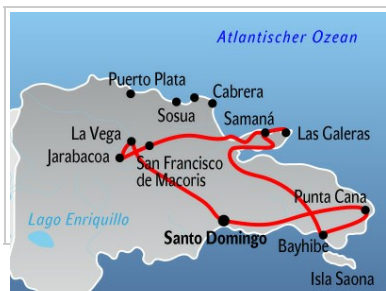 Atlantischer Ozean
Puerto Plata
Cabrera
Sosua
Samaná
Las Galeras
La Vega
Jarabacoa
San Francisco
de Macoris
Punta Cana
Lago Enriquillo
Santo Domingo
Bayhibe
Isla Saona